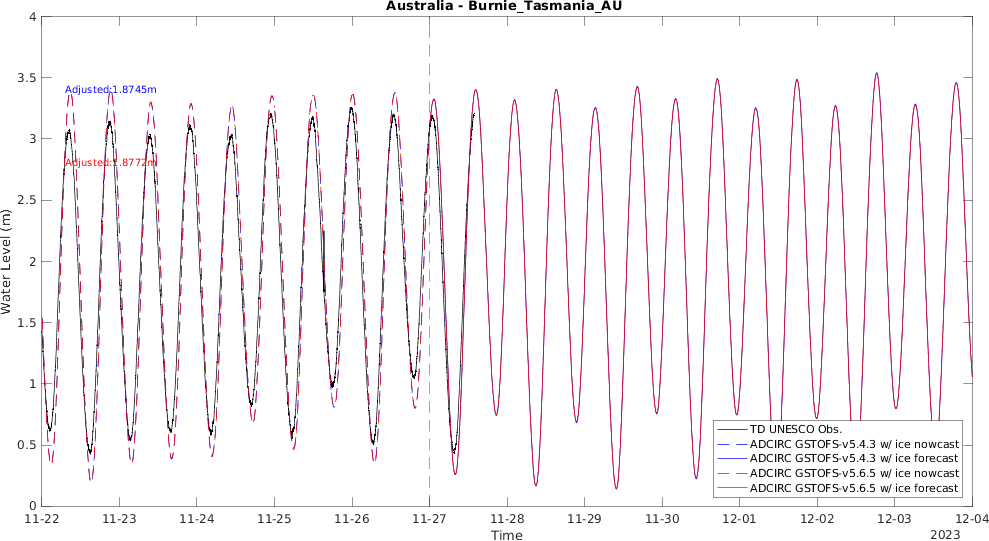 Australia - Burnie_Tasmania_AU
4
3.5
3
2.5
2
1.5
1
0.5
0
Water Level (m)
Adjusted:1.8745m
Adjusted:1.8772m
TD UNESCO Obs.
ADCIRC GSTOFS-v5.4.3 w/ ice nowcast
ADCIRC GSTOFS-v5.4.3 w/ ice forecast
ADCIRC GSTOFS-v5.6.5 w/ ice nowcast
ADCIRC GSTOFS-v5.6.5 w/ ice forecast
11-22 11-23 11-24 11-25 11-26 11-27 11-28 11-29 11-30 12-01 12-02 12-03 12-04
Time
2023